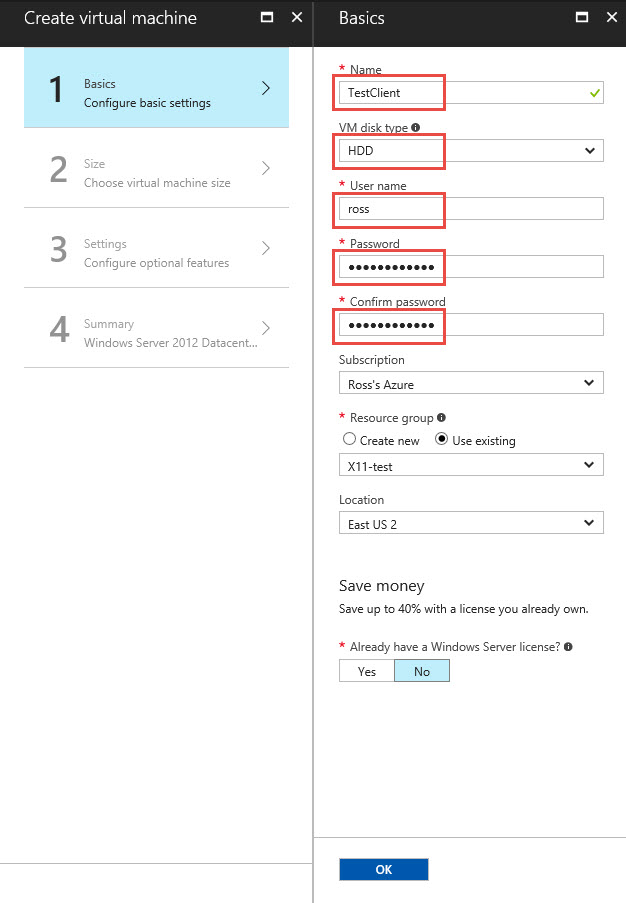 Create virtual machine
1
Basics
Configure basic settings
2
Size
Choose virtual machine size
3
Settings
Configure optional features
4
Summary
Windows Server 2012 Datacent...
Basics
* Name
TestClient
VM disk type
HDD
* User name
ross
* Password
••••••••••••
* Confirm password
••••••••••••
Subscription
Ross's Azure
* Resource group
Create new Use existing
X11-test
Location
East US 2
Save money
Save up to 40% with a license you already own.
* Already have a Windows Server license?
Yes No
OK